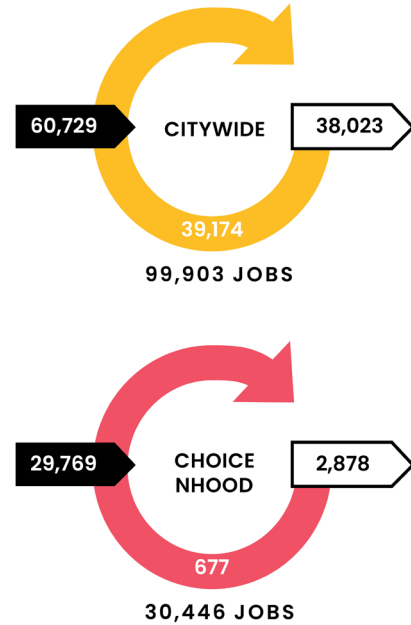 60,729
CITYWIDE
38,023
39,174
99,903 JOBS
29,769
CHOICE
NHOOD
2,878
677
30,446 JOBS